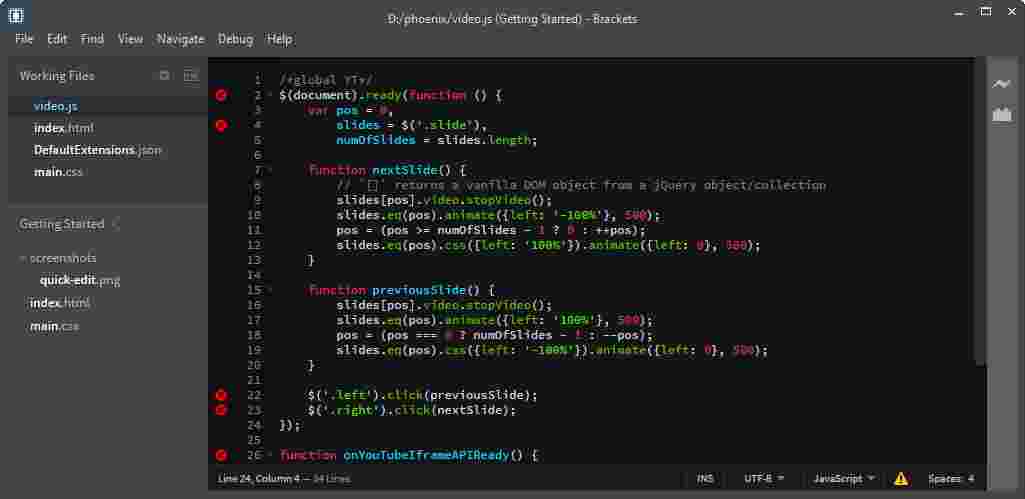 D:/phoenix/video.js (Getting Started) - Brackets
File Edit Find View Navigate Debug Help
Working Files
video.js
index.html
DefaultExtensions.json
main.css
Getting Started
screenshots
quick-edit.png
index.html
main.css
1 /*global YT*/
2 $(document).ready(function () {
3 var pos = 0,
4 slides = $('.slide'),
5 numOfSlides = slides.length;
6
7 function nextSlide() {
8 // `[]` returns a vanilla DOM object from a jQuery object/collection
9 slides[pos].video.stopVideo();
10 slides.eq(pos).animate({left: '-100%'}, 500);
11 pos = (pos >= numOfSlides - 1 ? 0 : ++pos);
12 slides.eq(pos).css({left: '100%'}).animate({left: 0}, 500);
13 }
14
15 function previousSlide() {
16 slides[pos].video.stopVideo();
17 slides.eq(pos).animate({left: '100%'}, 500);
18 pos = (pos === 0 ? numOfSlides - 1 : --pos);
19 slides.eq(pos).css({left: '-100%'}).animate({left: 0}, 500);
20 }
21
22 $('.left').click(previousSlide);
23 $('.right').click(nextSlide);
24 });
25
26 function onYouTubeIframeAPIReady() {
Line 24, Column 4 — 34 Lines INS UTF-8 JavaScript Spaces: 4